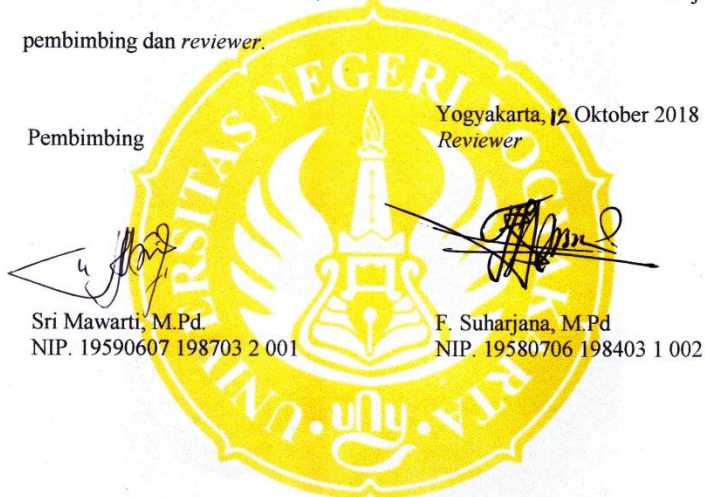 pembimbing dan reviewer.
Yogyakarta, 12 Oktober 2018
Pembimbing
Reviewer
Sri Mawarti, M.Pd.
NIP. 19590607 198703 2 001
F. Suharjana, M.Pd
NIP. 19580706 198403 1 002
UNIVERSITAS NEGERI YOGYAKARTA
uny